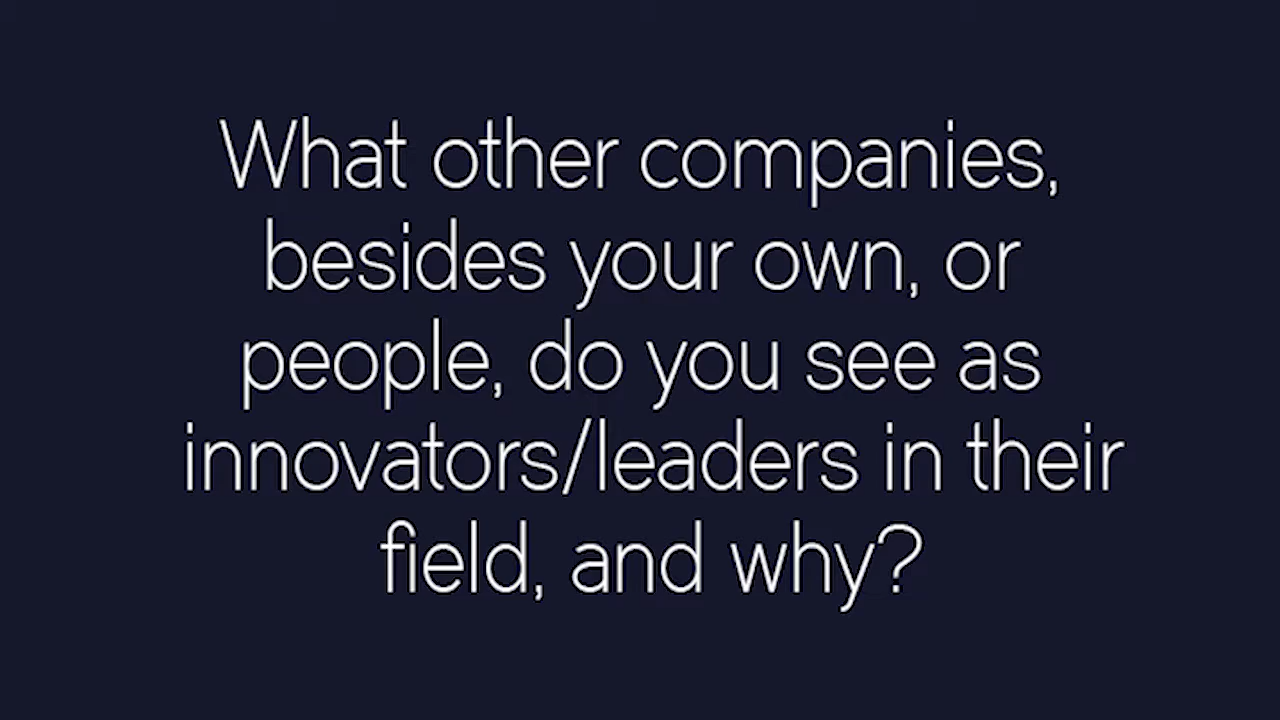 What other companies,
besides your own, or
people, do you see as
innovators/leaders in their
field, and why?